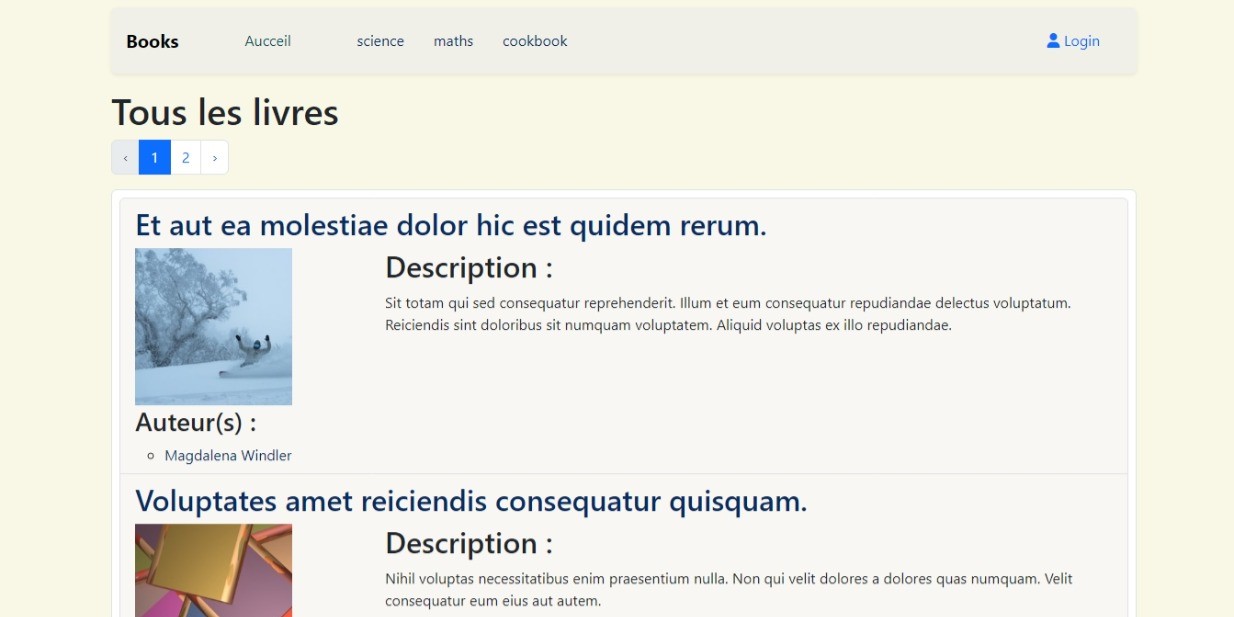 Books Aucceil science maths cookbook Login
Tous les livres
‹ 1 2 ›
Et aut ea molestiae dolor hic est quidem rerum.
Description :
Sit totam qui sed consequatur reprehenderit. Illum et eum consequatur repudiandae delectus voluptatum.
Reiciendis sint doloribus sit numquam voluptatem. Aliquid voluptas ex illo repudiandae.
Auteur(s) :
Magdalena Windler
Voluptates amet reiciendis consequatur quisquam.
Description :
Nihil voluptas necessitatibus enim praesentium nulla. Non qui velit dolores a dolores quas numquam. Velit
consequatur eum eius aut autem.